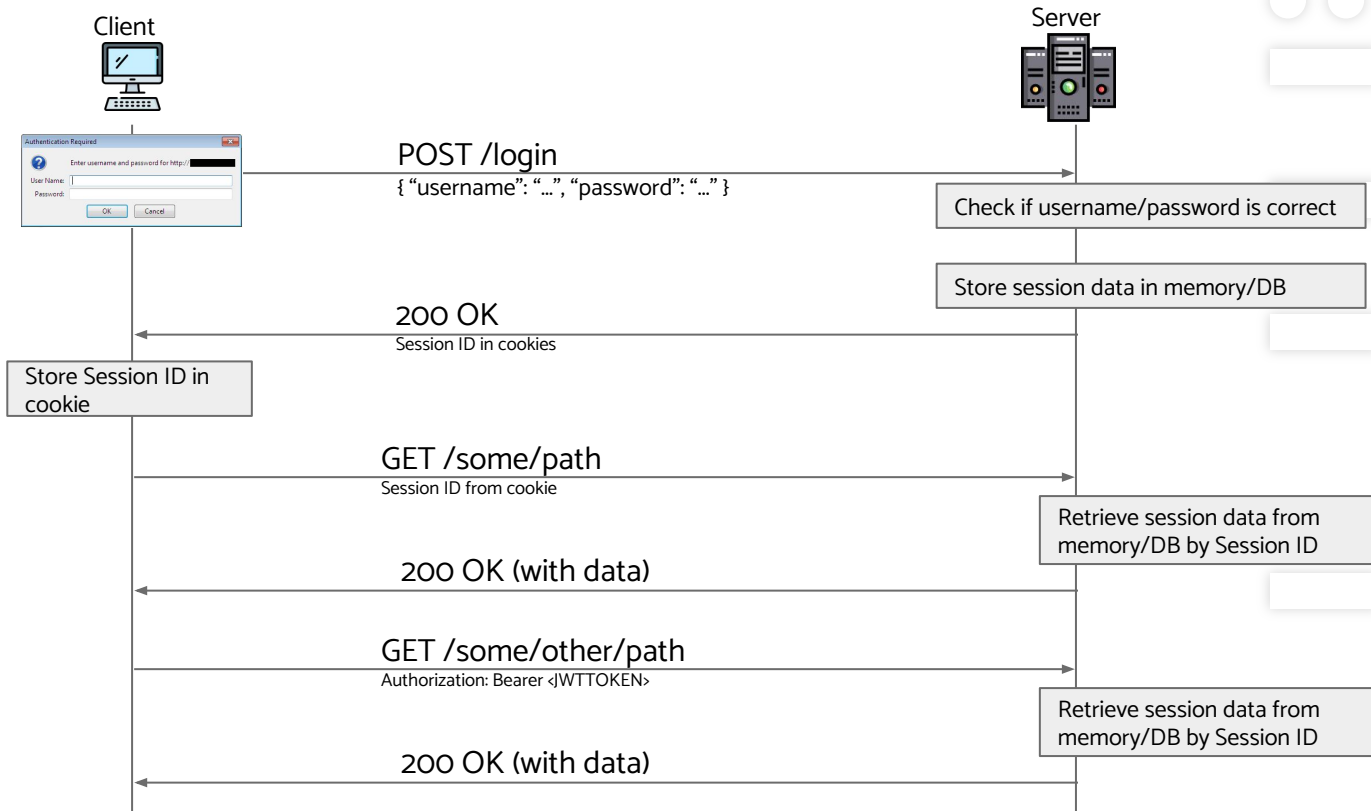 Client
Server
Authentication Required
Enter username and password for http://
User Name:
Password:
OK
Cancel
POST /login
{ “username”: “...”, “password”: “...” }
Check if username/password is correct
Store session data in memory/DB
200 OK
Session ID in cookies
Store Session ID in
cookie
GET /some/path
Session ID from cookie
Retrieve session data from
memory/DB by Session ID
200 OK (with data)
GET /some/other/path
Authorization: Bearer <JWTTOKEN>
Retrieve session data from
memory/DB by Session ID
200 OK (with data)